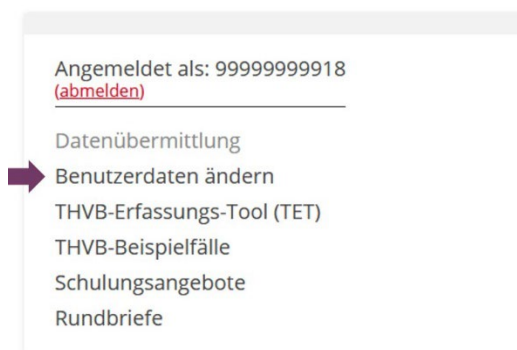 Angemeldet als: 99999999918
(abmelden)
Datenübermittlung
Benutzerdaten ändern
THVB-Erfassungs-Tool (TET)
THVB-Beispielfälle
Schulungsangebote
Rundbriefe